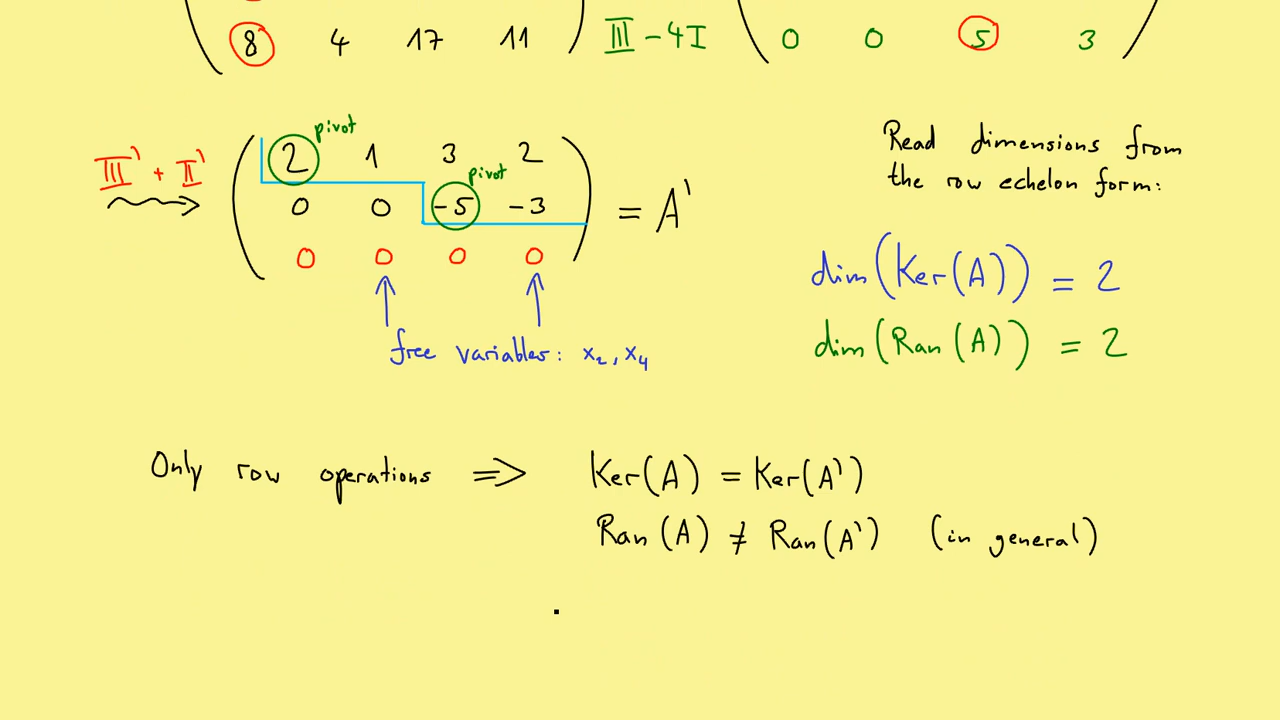 8 4 17 11 III - 4I 0 0 5 3
pivot
III' + II' 2 1 3 2
pivot
0 0 -5 -3 = A'
0 0 0 0
free variables: x₂, x₄
Read dimensions from
the row echelon form:
dim(Ker(A)) = 2
dim(Ran(A)) = 2
Only row operations ⟹ Ker(A) = Ker(A')
Ran(A) ≠ Ran(A') (in general)